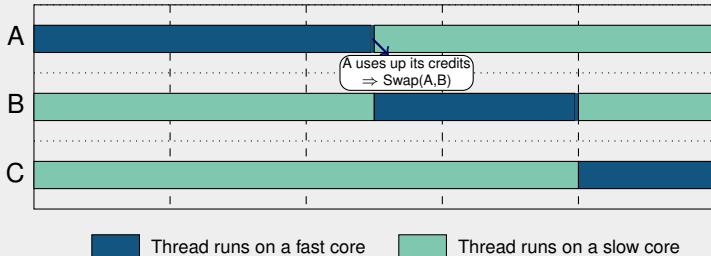 A
A uses up its credits
⇒ Swap(A,B)
B
C
Thread runs on a fast core
Thread runs on a slow core